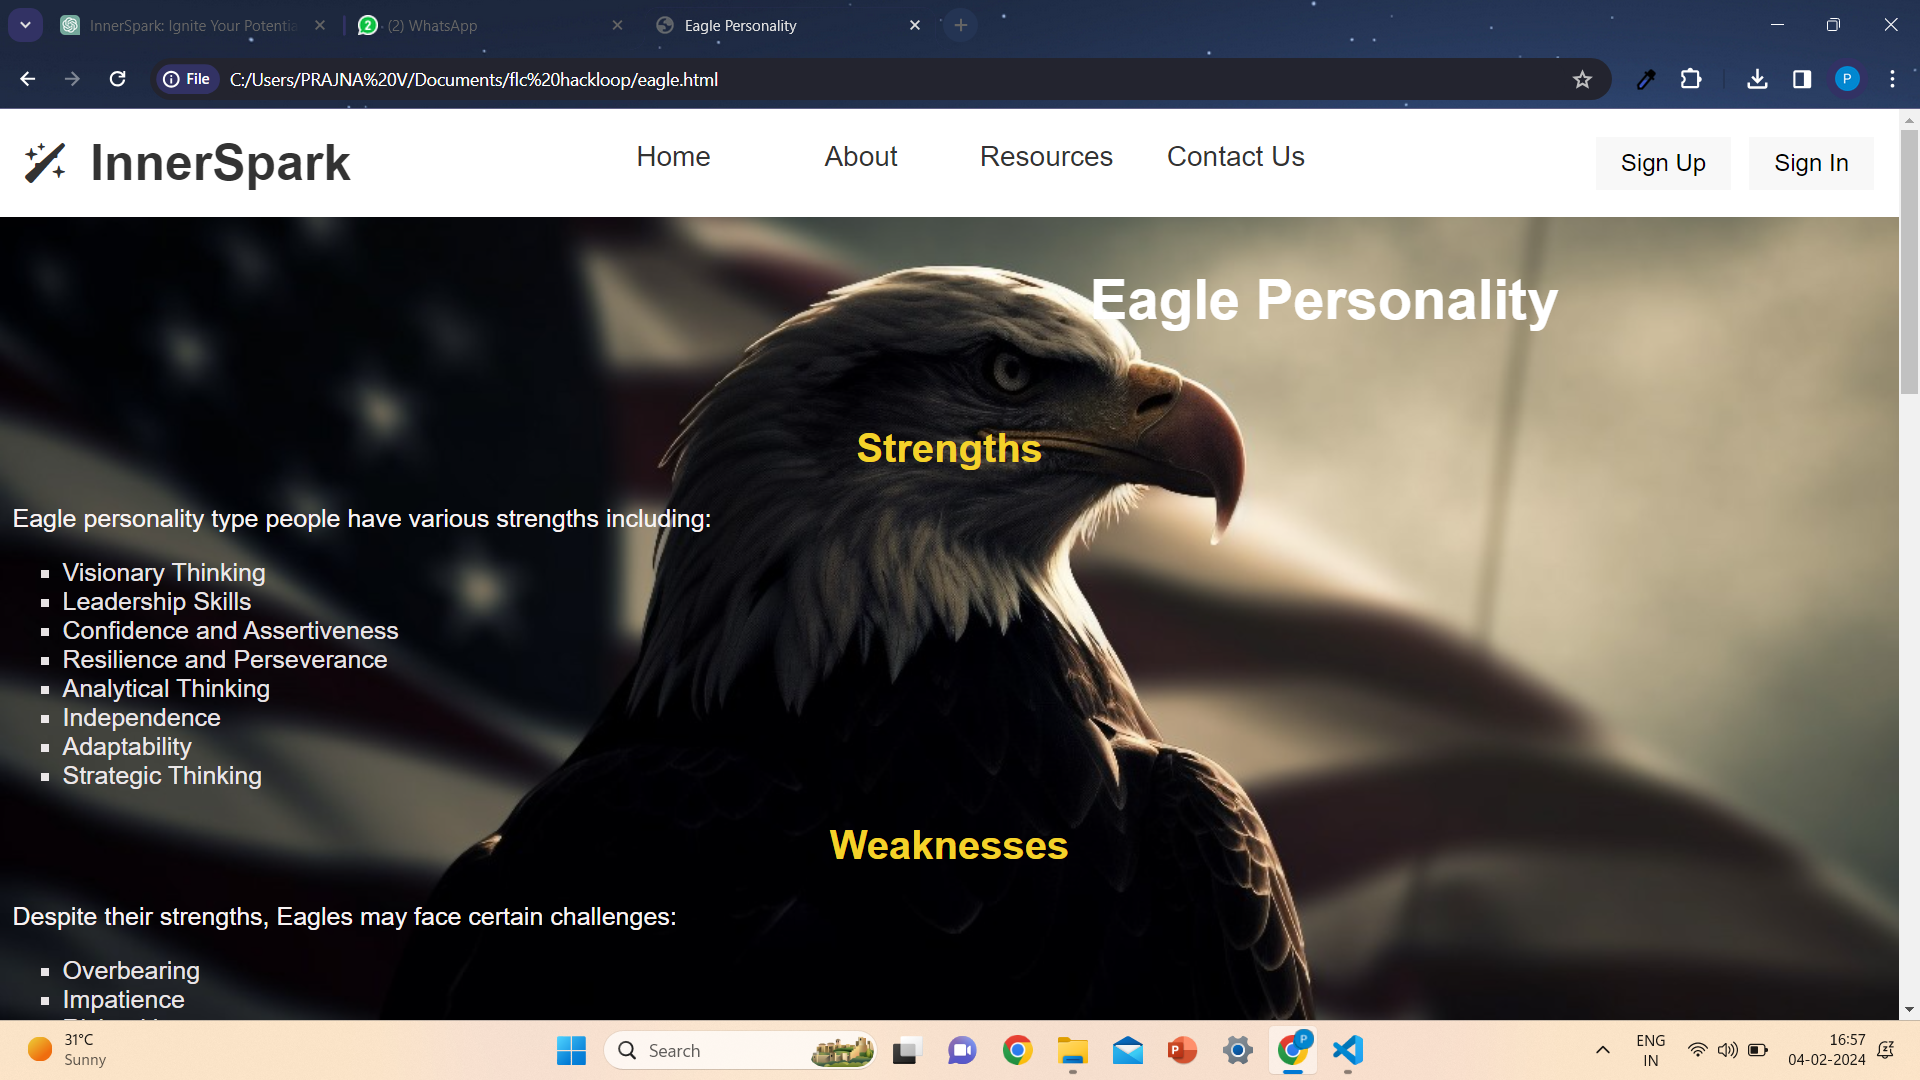 InnerSpark: Ignite Your Potentia
(2) WhatsApp
Eagle Personality
File C:/Users/PRAJNA%20V/Documents/flc%20hackloop/eagle.html
P
InnerSpark
Home About Resources Contact Us
Sign Up Sign In
Eagle Personality
Strengths
Eagle personality type people have various strengths including:
Visionary Thinking
Leadership Skills
Confidence and Assertiveness
Resilience and Perseverance
Analytical Thinking
Independence
Adaptability
Strategic Thinking
Weaknesses
Despite their strengths, Eagles may face certain challenges:
Overbearing
Impatience
31°C
Sunny
Search
ENG
IN
16:57
04-02-2024